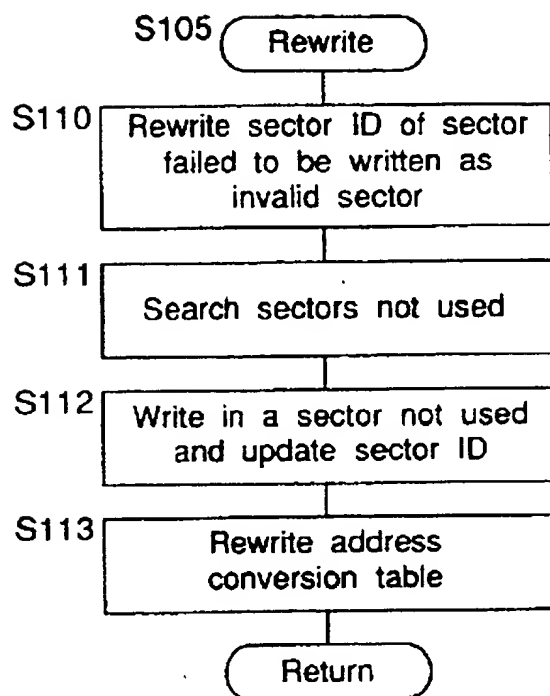 S105 Rewrite
S110 Rewrite sector ID of sector
failed to be written as
invalid sector
S111 Search sectors not used
S112 Write in a sector not used
and update sector ID
S113 Rewrite address
conversion table
Return